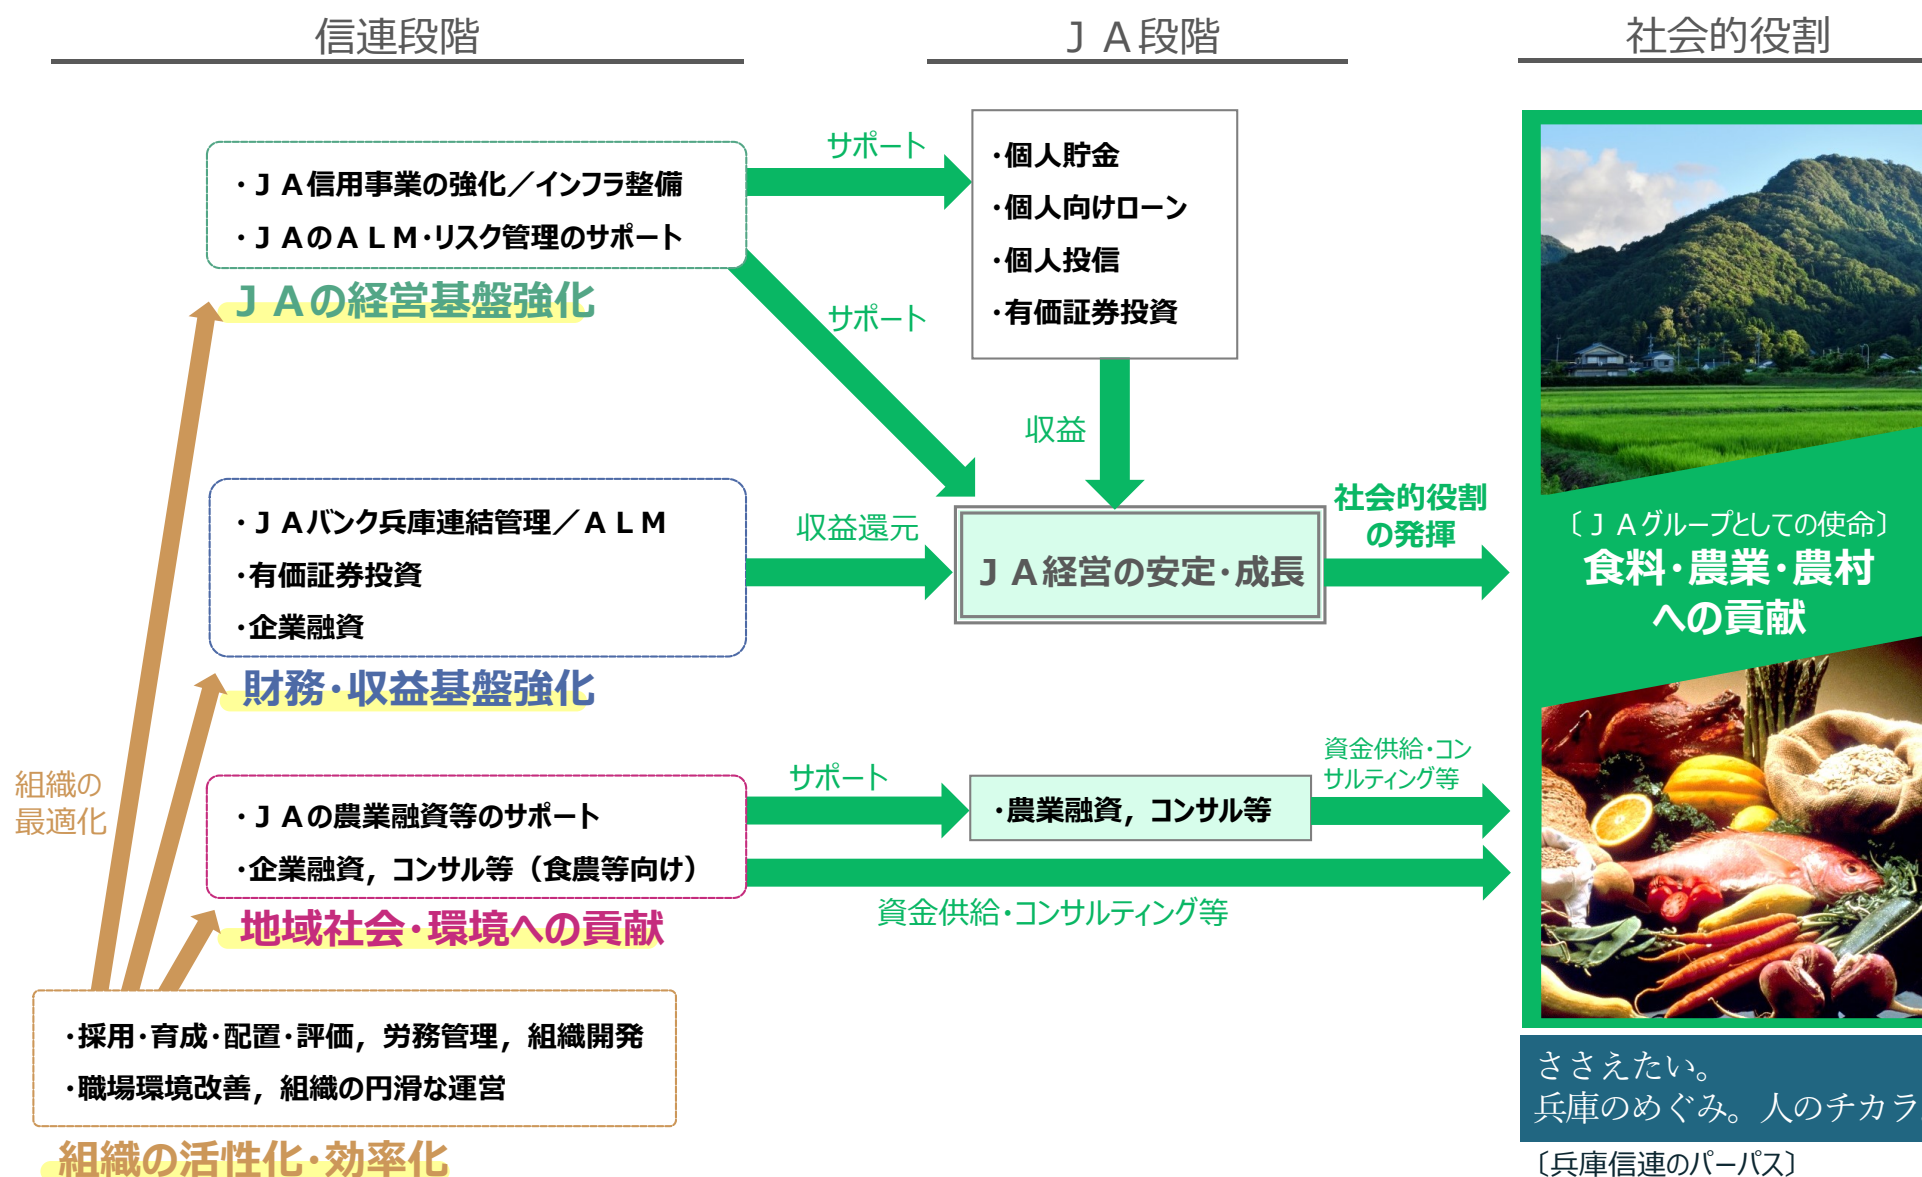 信連段階
ＪＡ段階
社会的役割
・ＪＡ信用事業の強化／インフラ整備
・ＪＡのＡＬＭ・リスク管理のサポート
ＪＡの経営基盤強化
サポート
サポート
・個人貯金
・個人向けローン
・個人投信
・有価証券投資
収益
・ＪＡバンク兵庫連結管理／ＡＬＭ
・有価証券投資
・企業融資
財務・収益基盤強化
収益還元
ＪＡ経営の安定・成長
社会的役割
の発揮
〔ＪＡグループとしての使命〕
食料・農業・農村
への貢献
組織の
最適化
・ＪＡの農業融資等のサポート
・企業融資，コンサル等（食農等向け）
地域社会・環境への貢献
サポート
・農業融資，コンサル等
資金供給・コン
サルティング等
資金供給・コンサルティング等
・採用・育成・配置・評価，労務管理，組織開発
・職場環境改善，組織の円滑な運営
組織の活性化・効率化
ささえたい。
兵庫のめぐみ。人のチカラ
〔兵庫信連のパーパス〕